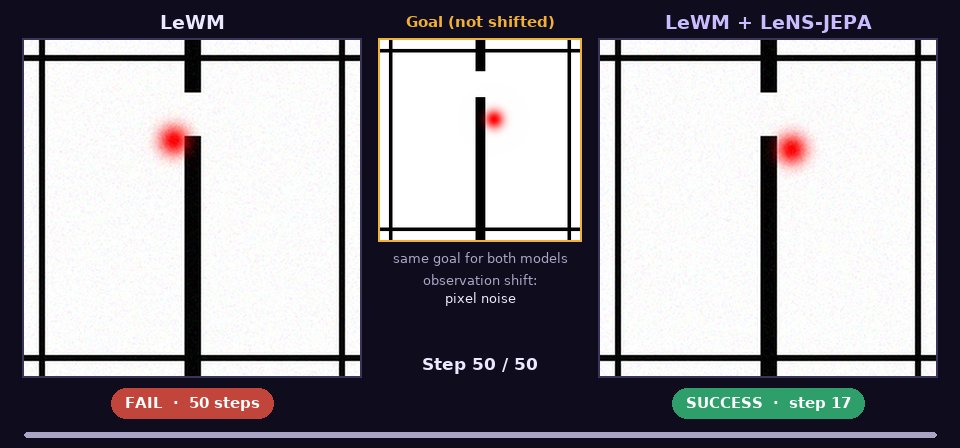 LeWM
Goal (not shifted)
LeWM + LeNS-JEPA
same goal for both models
observation shift:
pixel noise
Step 50 / 50
FAIL · 50 steps
SUCCESS · step 17